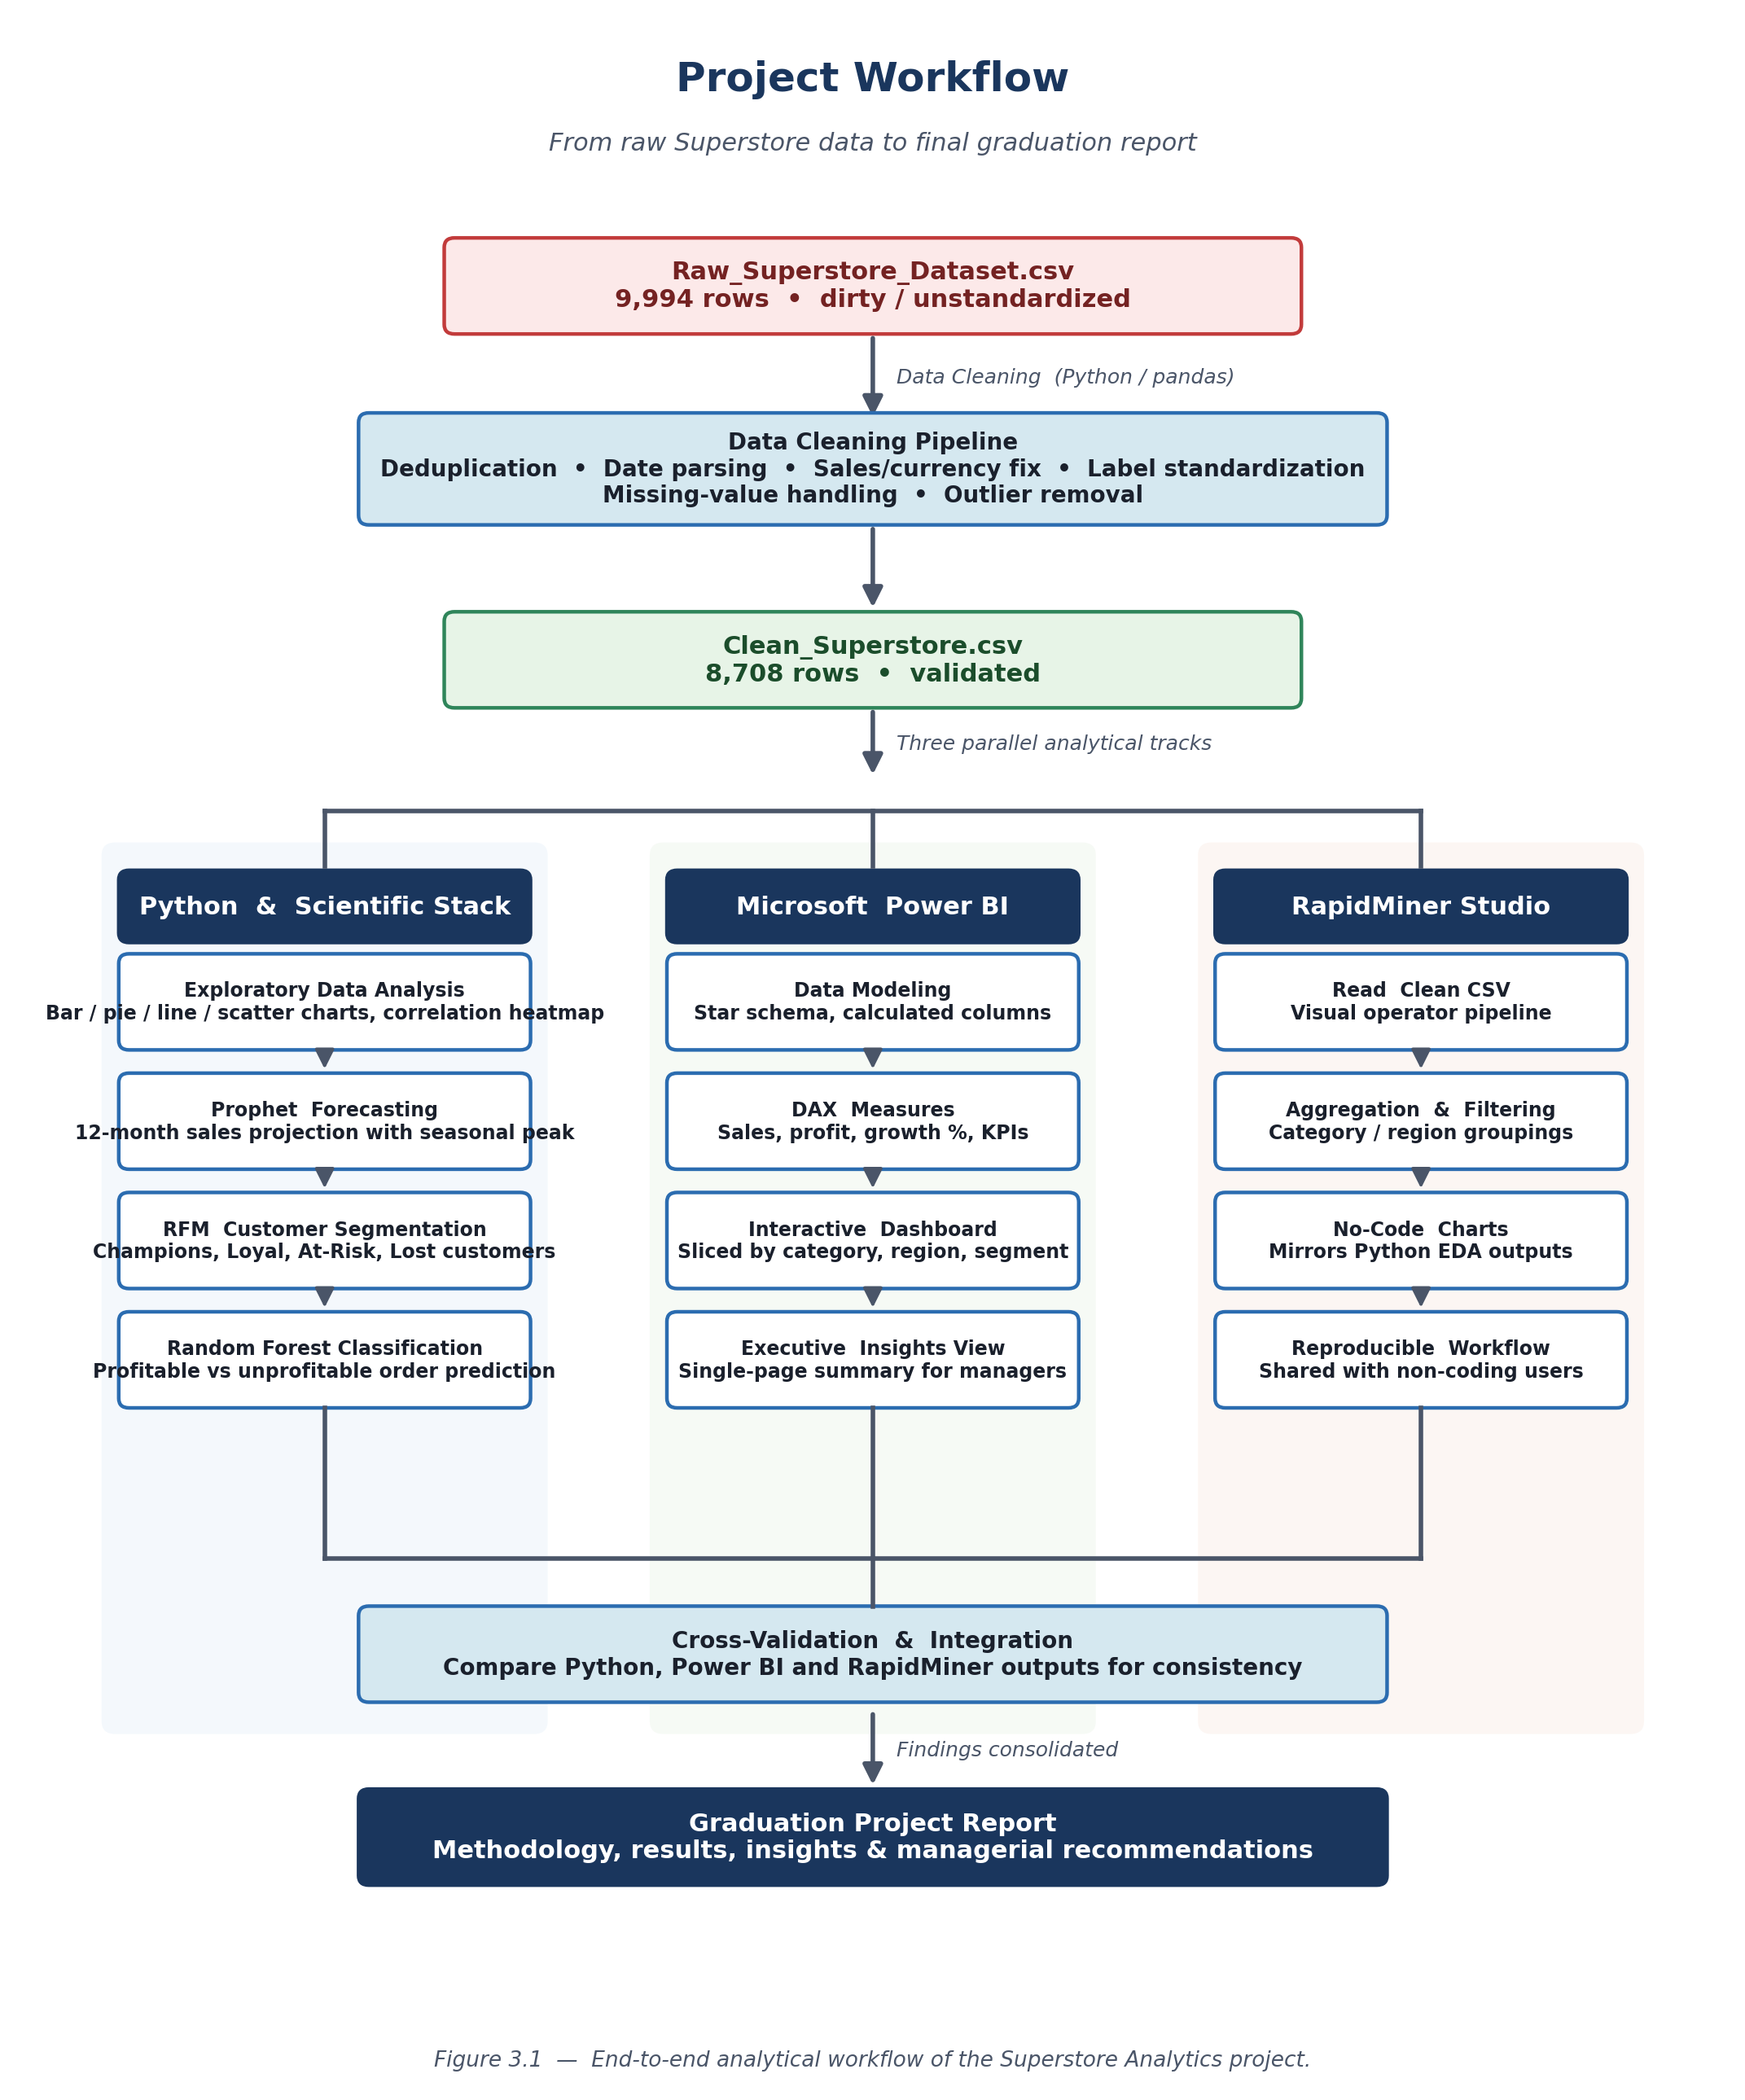 Project Workflow
From raw Superstore data to final graduation report
Raw_Superstore_Dataset.csv
9,994 rows • dirty / unstandardized
Data Cleaning (Python / pandas)
Data Cleaning Pipeline
Deduplication • Date parsing • Sales/currency fix • Label standardization
Missing-value handling • Outlier removal
Clean_Superstore.csv
8,708 rows • validated
Three parallel analytical tracks
Python & Scientific Stack
Exploratory Data Analysis
Bar / pie / line / scatter charts, correlation heatmap
Prophet Forecasting
12-month sales projection with seasonal peak
RFM Customer Segmentation
Champions, Loyal, At-Risk, Lost customers
Random Forest Classification
Profitable vs unprofitable order prediction
Microsoft Power BI
Data Modeling
Star schema, calculated columns
DAX Measures
Sales, profit, growth %, KPIs
Interactive Dashboard
Sliced by category, region, segment
Executive Insights View
Single-page summary for managers
RapidMiner Studio
Read Clean CSV
Visual operator pipeline
Aggregation & Filtering
Category / region groupings
No-Code Charts
Mirrors Python EDA outputs
Reproducible Workflow
Shared with non-coding users
Cross-Validation & Integration
Compare Python, Power BI and RapidMiner outputs for consistency
Findings consolidated
Graduation Project Report
Methodology, results, insights & managerial recommendations
Figure 3.1 — End-to-end analytical workflow of the Superstore Analytics project.